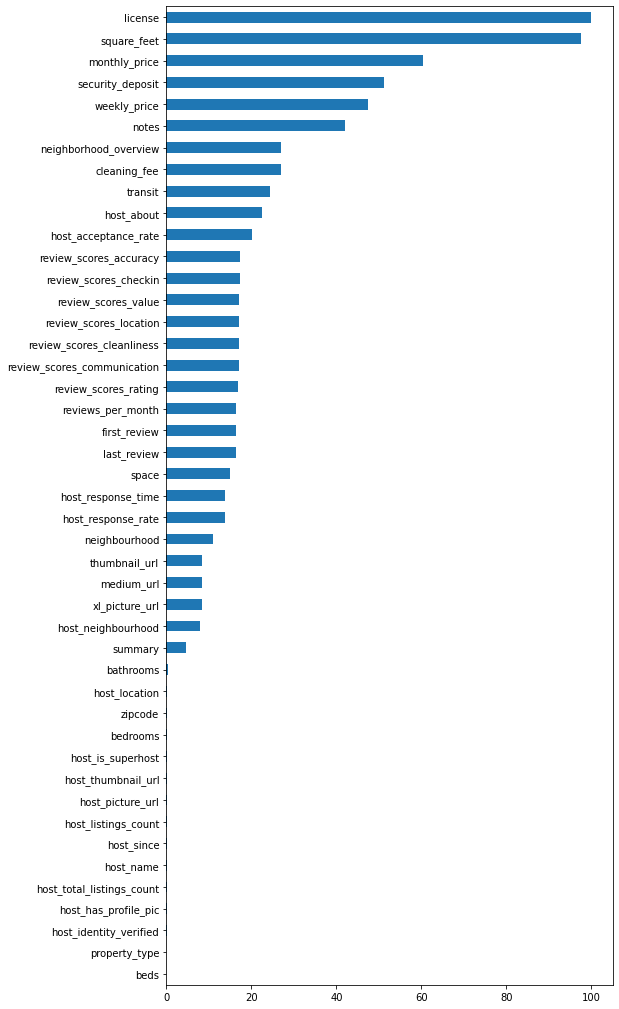 license
square_feet
monthly_price
security_deposit
weekly_price
notes
neighborhood_overview
cleaning_fee
transit
host_about
host_acceptance_rate
review_scores_accuracy
review_scores_checkin
review_scores_value
review_scores_location
review_scores_cleanliness
review_scores_communication
review_scores_rating
reviews_per_month
first_review
last_review
space
host_response_time
host_response_rate
neighbourhood
thumbnail_url
medium_url
xl_picture_url
host_neighbourhood
summary
bathrooms
host_location
zipcode
bedrooms
host_is_superhost
host_thumbnail_url
host_picture_url
host_listings_count
host_since
host_name
host_total_listings_count
host_has_profile_pic
host_identity_verified
property_type
beds
0 20 40 60 80 100